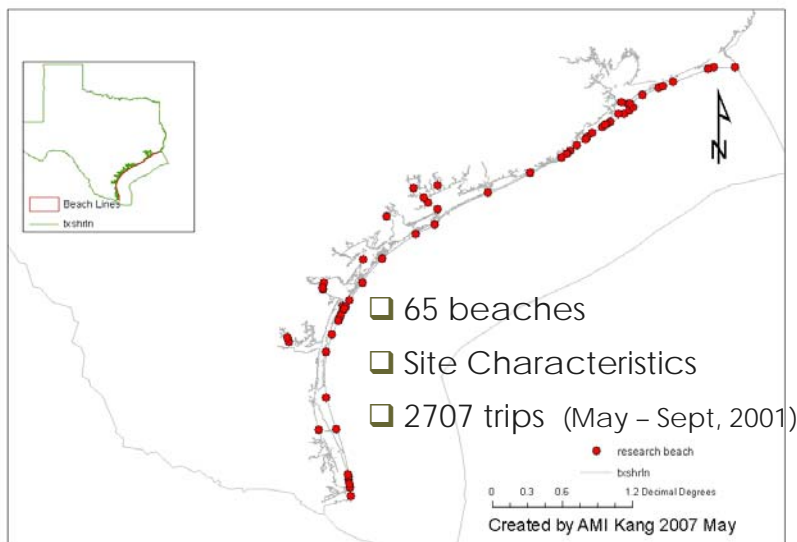 Beach Lines
txshrln
N
65 beaches
Site Characteristics
2707 trips (May – Sept, 2001)
research beach
txshrln
0 0.3 0.6 1.2 Decimal Degrees
Created by AMI Kang 2007 May